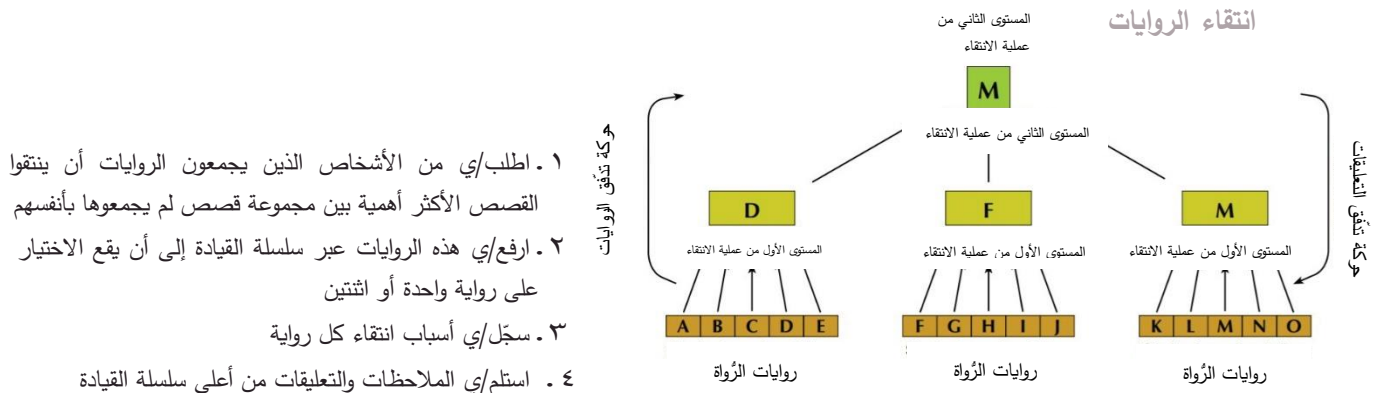 انتقاء الروايات
المستوى الثاني من
عملية الانتقاء
M
المستوى الثاني من عملية الانتقاء
D
F
M
المستوى الأول من عملية الانتقاء
المستوى الأول من عملية الانتقاء
المستوى الأول من عملية الانتقاء
A B C D E
F G H I J
K L M N O
روايات الرُواة
روايات الرُواة
روايات الرُواة
حركة تدفّق الروايات
حركة تدفّق التعليقات
١. اطلب/ي من الأشخاص الذين يجمعون الروايات أن ينتقوا
القصص الأكثر أهمية بين مجموعة قصص لم يجمعوها بأنفسهم
٢. ارفع/ي هذه الروايات عبر سلسلة القيادة إلى أن يقع الاختيار
على رواية واحدة أو اثنتين
٣. سجّل/ي أسباب انتقاء كل رواية
٤. استلم/ي الملاحظات والتعليقات من أعلى سلسلة القيادة